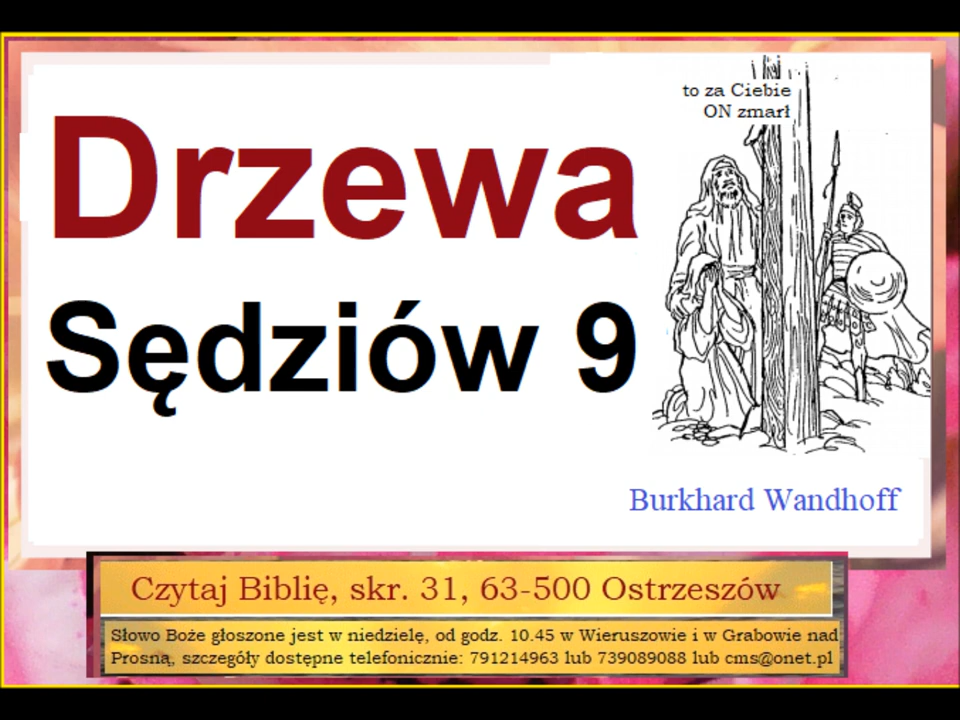 to za Ciebie
ON zmarł
Drzewa
Sędziów 9
Burkhard Wandhoff
Czytaj Biblię, skr. 31, 63-500 Ostrzeszów
Słowo Boże głoszone jest w niedzielę, od godz. 10.45 w Wieruszowie i w Grabowie nad
Prosną, szczegóły dostępne telefonicznie: 791214963 lub 739089088 lub cms@onet.pl